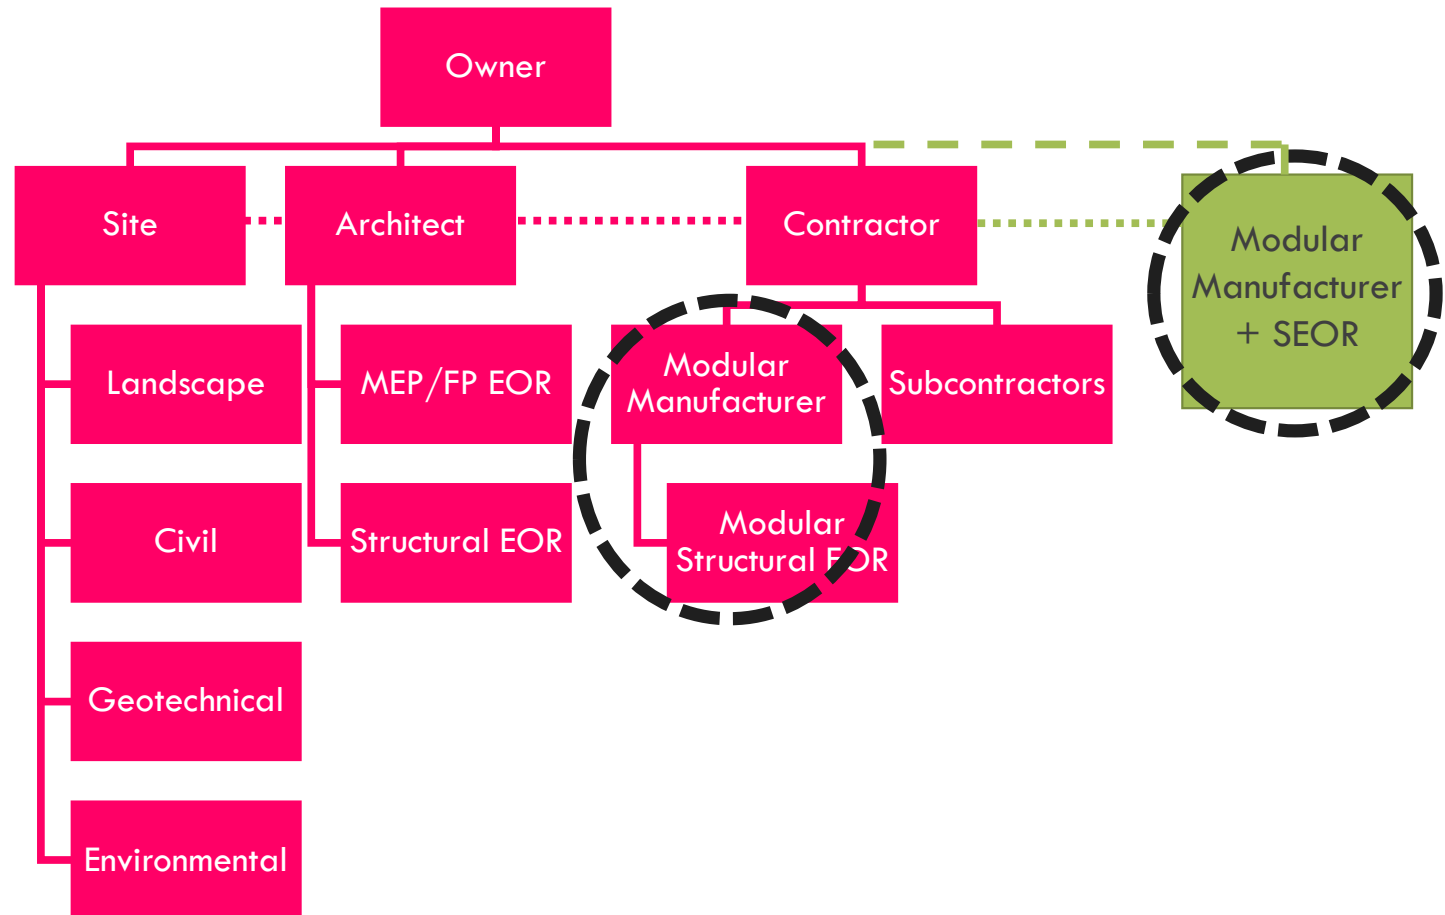 Owner
Site
Architect
Contractor
Modular
Manufacturer
+ SEOR
Landscape
MEP/FP EOR
Modular
Manufacturer
Subcontractors
Civil
Structural EOR
Modular
Structural EOR
Geotechnical
Environmental